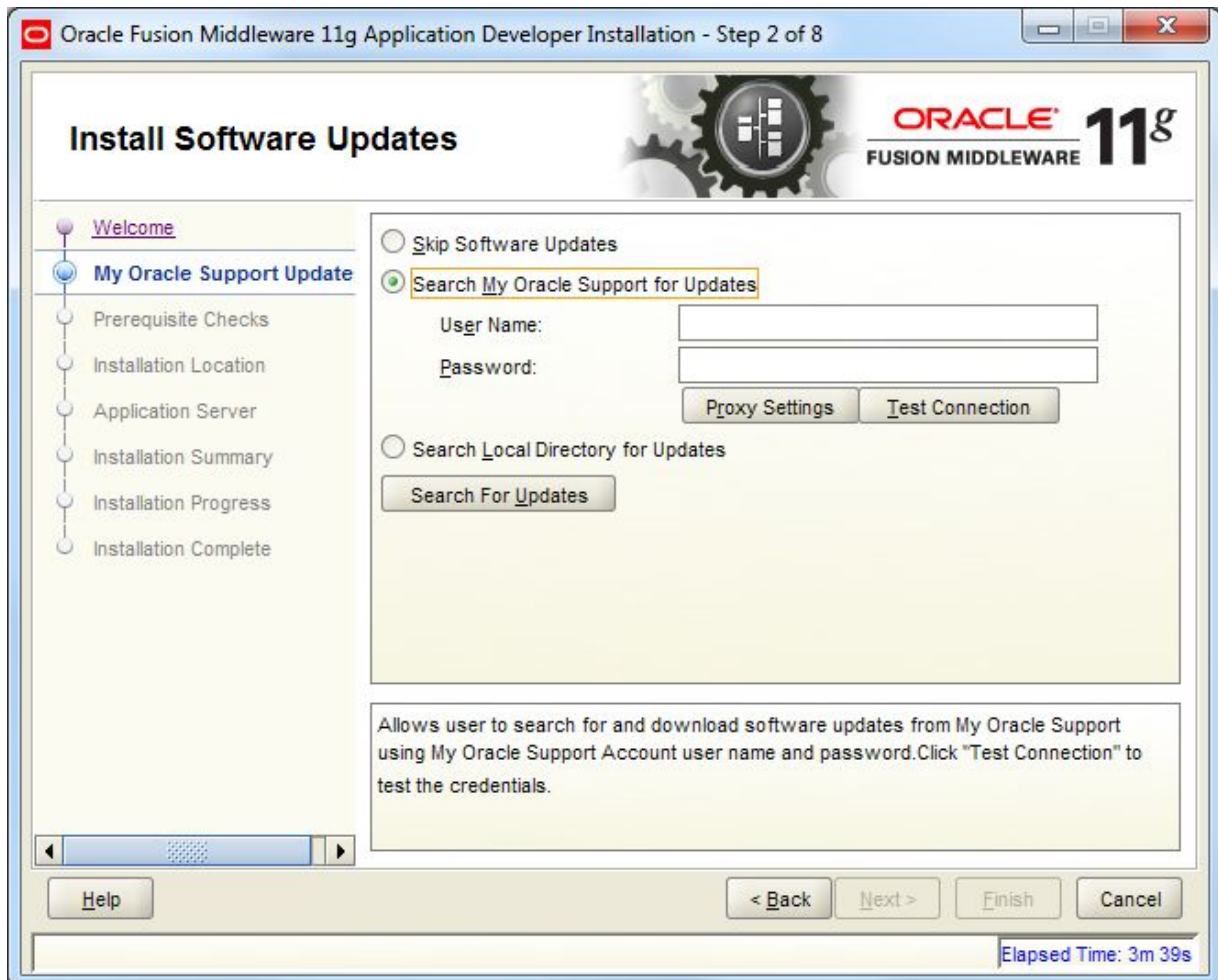 Oracle Fusion Middleware 11g Application Developer Installation - Step 2 of 8
Install Software Updates
ORACLE®
FUSION MIDDLEWARE 11g
Welcome
My Oracle Support Update
Prerequisite Checks
Installation Location
Application Server
Installation Summary
Installation Progress
Installation Complete
Skip Software Updates
Search My Oracle Support for Updates
User Name:
Password:
Proxy Settings
Test Connection
Search Local Directory for Updates
Search For Updates
Allows user to search for and download software updates from My Oracle Support
using My Oracle Support Account user name and password.Click "Test Connection" to
test the credentials.
Help
< Back
Next >
Finish
Cancel
Elapsed Time: 3m 39s